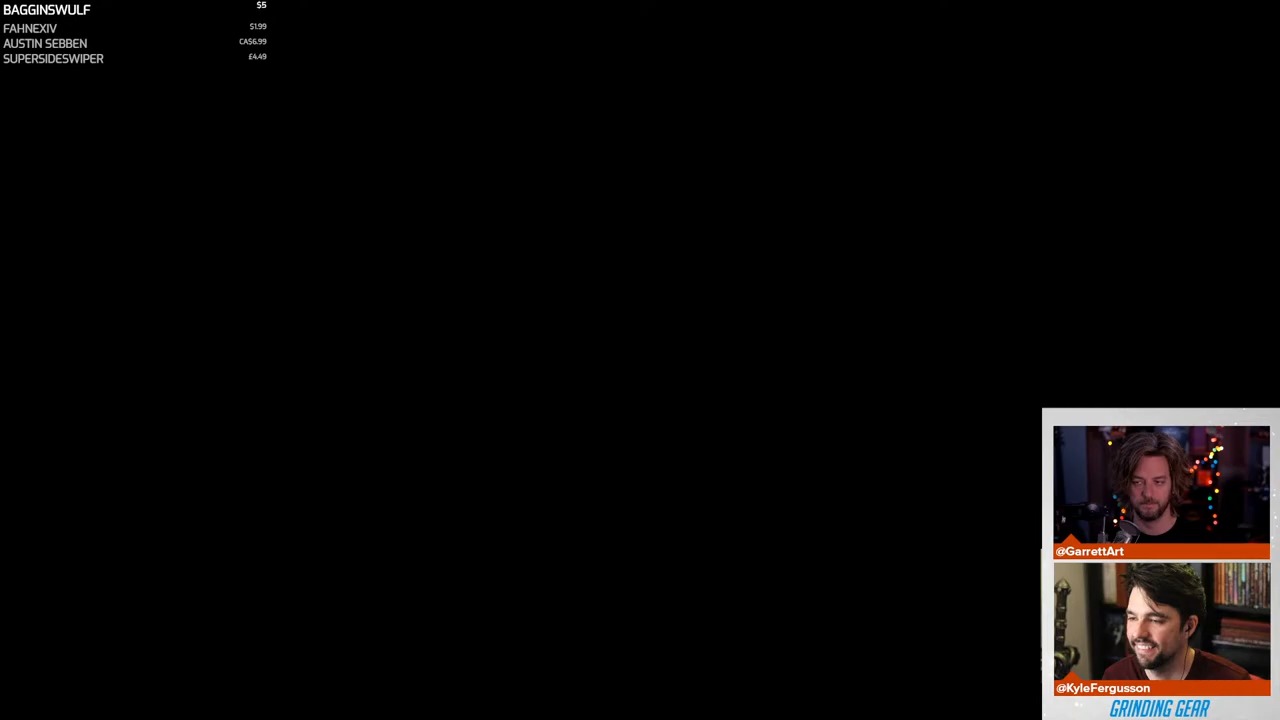 BAGGINSWULF $5
FAHNEXIV $1.99
AUSTIN SEBBEN CA$6.99
SUPERSIDESWIPER £4.49
@GarrettArt
@KyleFergusson
GRINDING GEAR